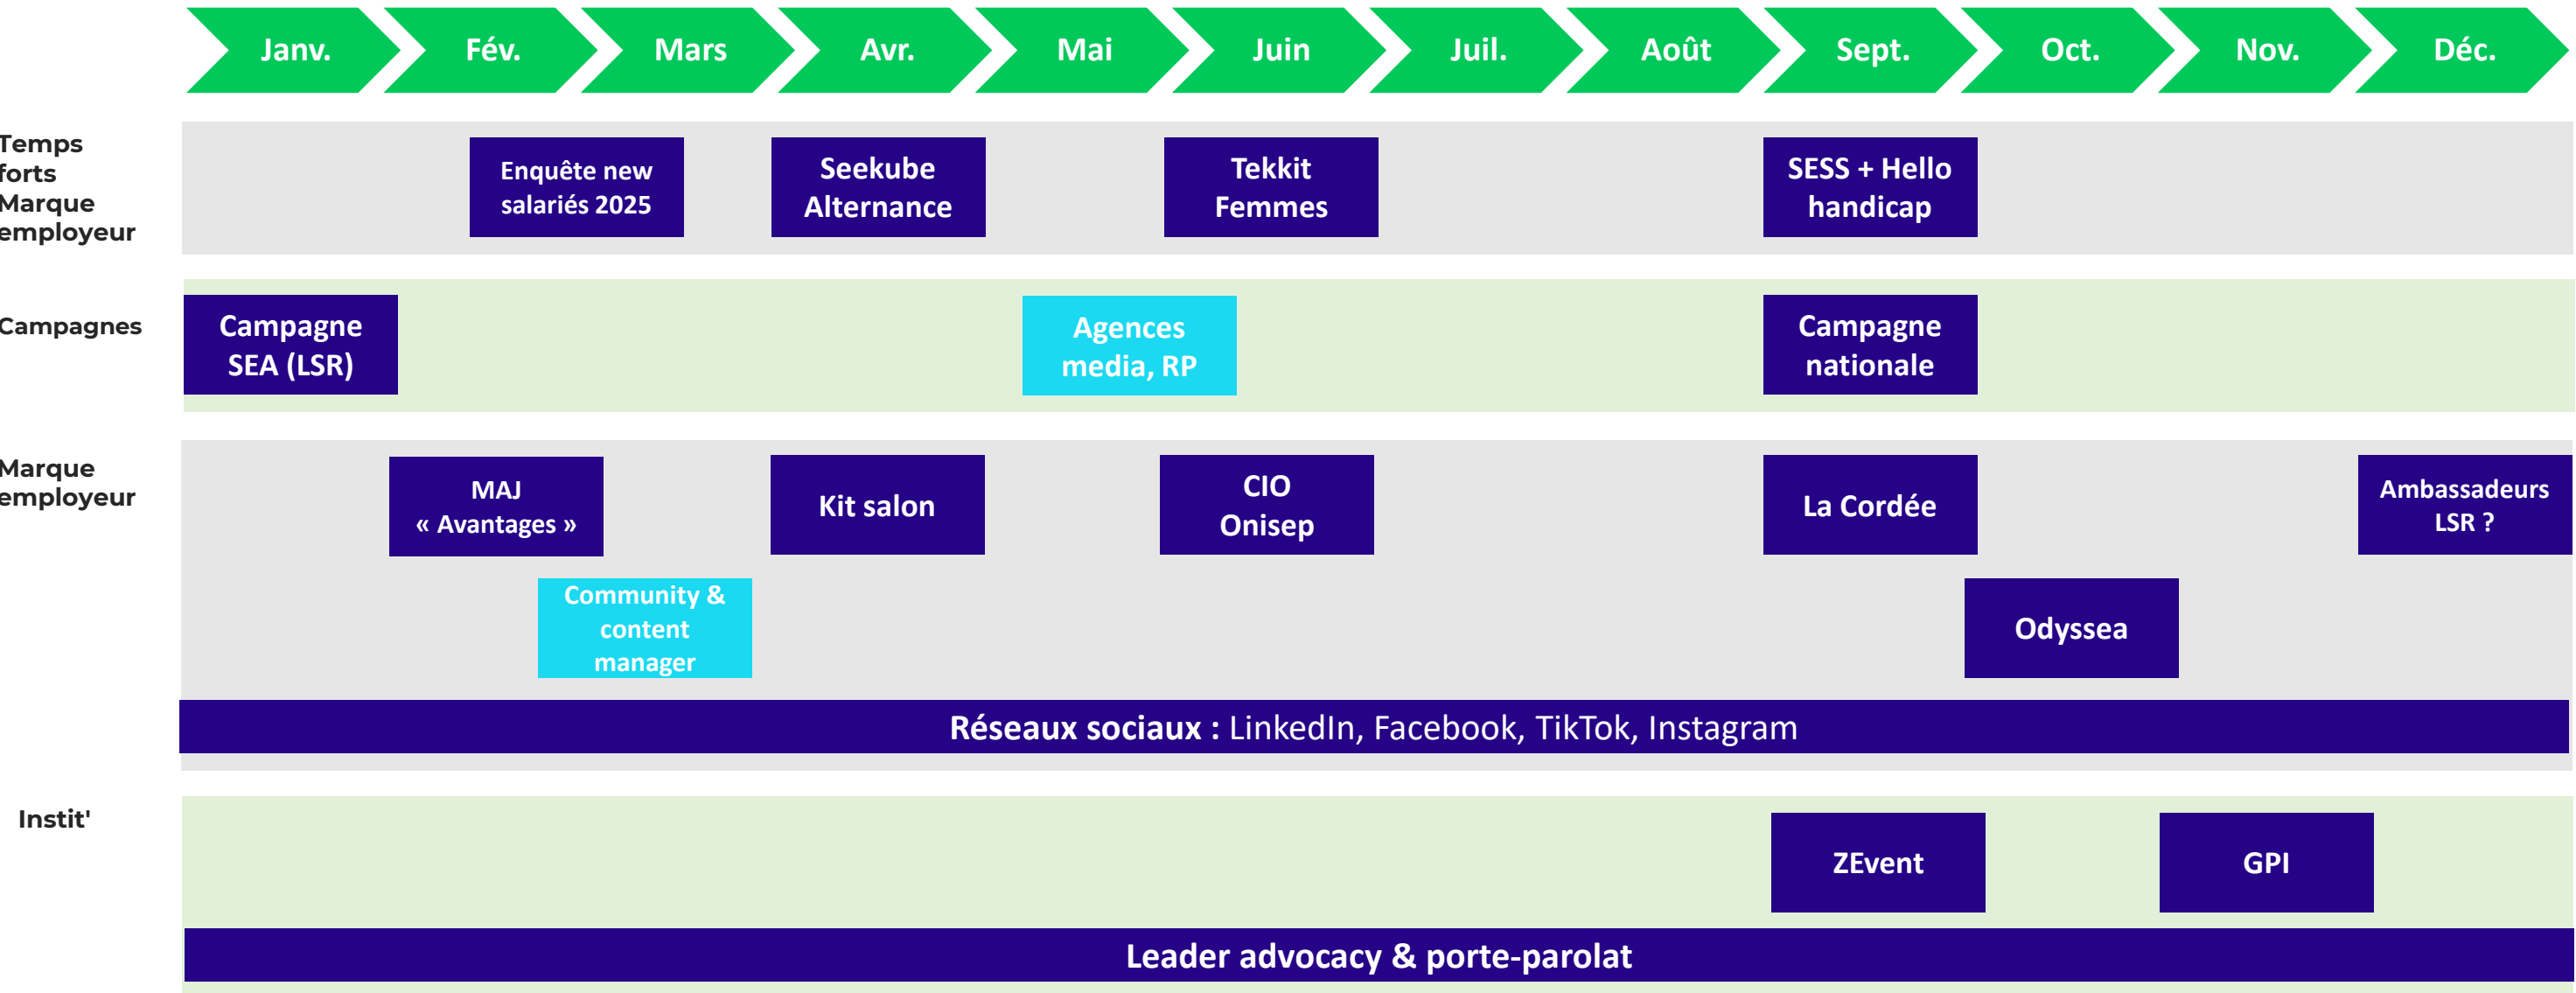 Janv.
Fév.
Mars
Avr.
Mai
Juin
Juil.
Août
Sept.
Oct.
Nov.
Déc.
Temps
forts
Marque
employeur
Enquête new
salariés 2025
Seekube
Alternance
Tekkit
Femmes
SESS + Hello
handicap
Campagnes
Campagne
SEA (LSR)
Agences
media, RP
Campagne
nationale
Marque
employeur
MAJ
« Avantages »
Kit salon
CIO
Onisep
La Cordée
Ambassadeurs
LSR ?
Community &
content
manager
Odyssea
Réseaux sociaux : LinkedIn, Facebook, TikTok, Instagram
Instit'
ZEvent
GPI
Leader advocacy & porte-parolat